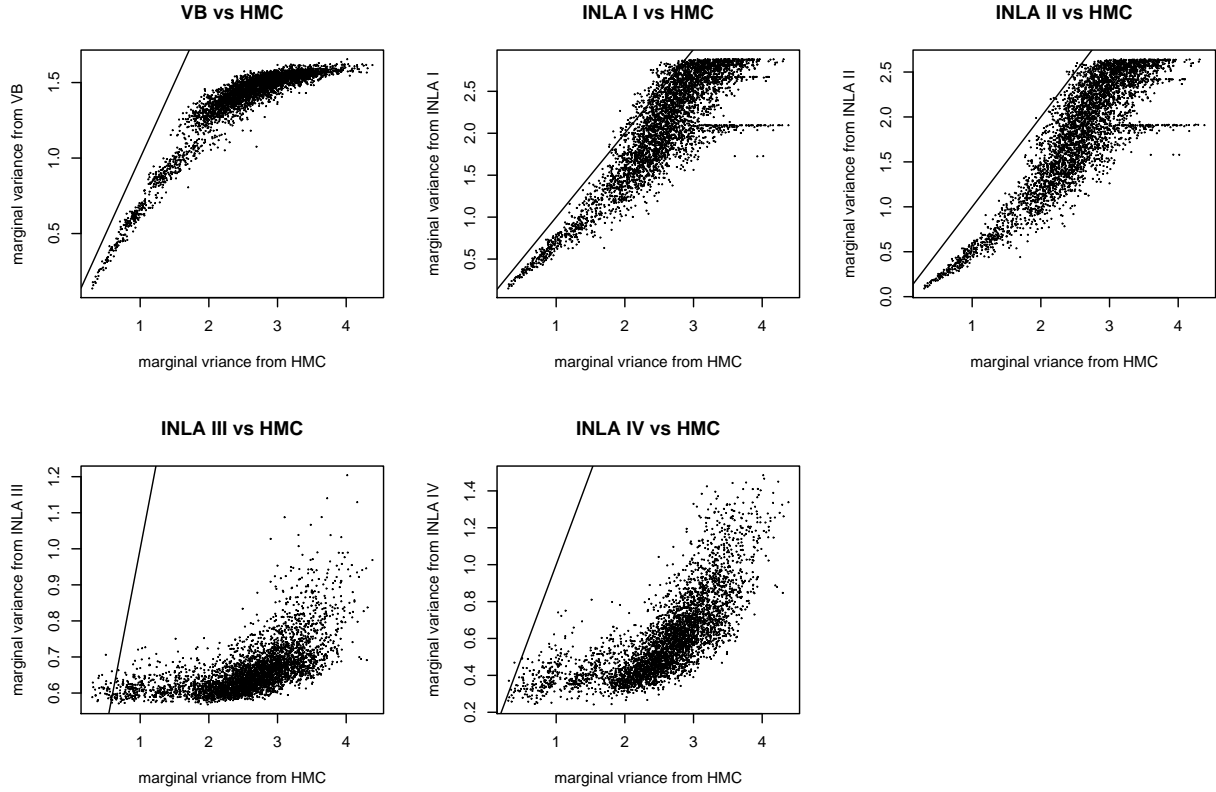 VB vs HMC
INLA I vs HMC
INLA II vs HMC
marginal variance from VB
0.5 1.0 1.5
1 2 3 4
marginal vriance from HMC
marginal variance from INLA I
0.5 1.0 1.5 2.0 2.5
1 2 3 4
marginal vriance from HMC
marginal variance from INLA II
0.0 0.5 1.0 1.5 2.0 2.5
1 2 3 4
marginal vriance from HMC
INLA III vs HMC
INLA IV vs HMC
marginal variance from INLA III
0.6 0.7 0.8 0.9 1.0 1.1 1.2
1 2 3 4
marginal vriance from HMC
marginal variance from INLA IV
0.2 0.4 0.6 0.8 1.0 1.2 1.4
1 2 3 4
marginal vriance from HMC